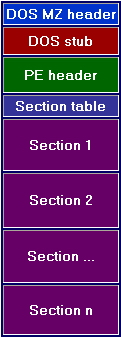 DOS MZ header
DOS stub
PE header
Section table
Section 1
Section 2
Section ...
Section n